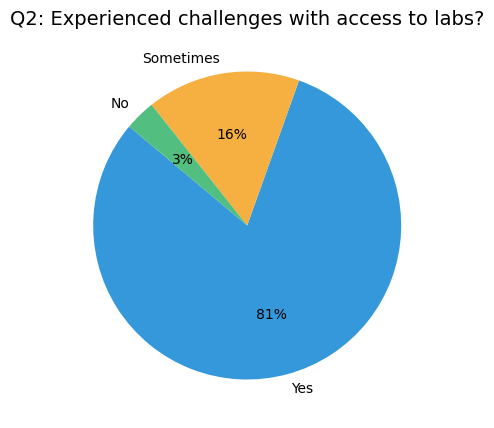 Q2: Experienced challenges with access to labs?
Sometimes
No
16%
3%
81%
Yes